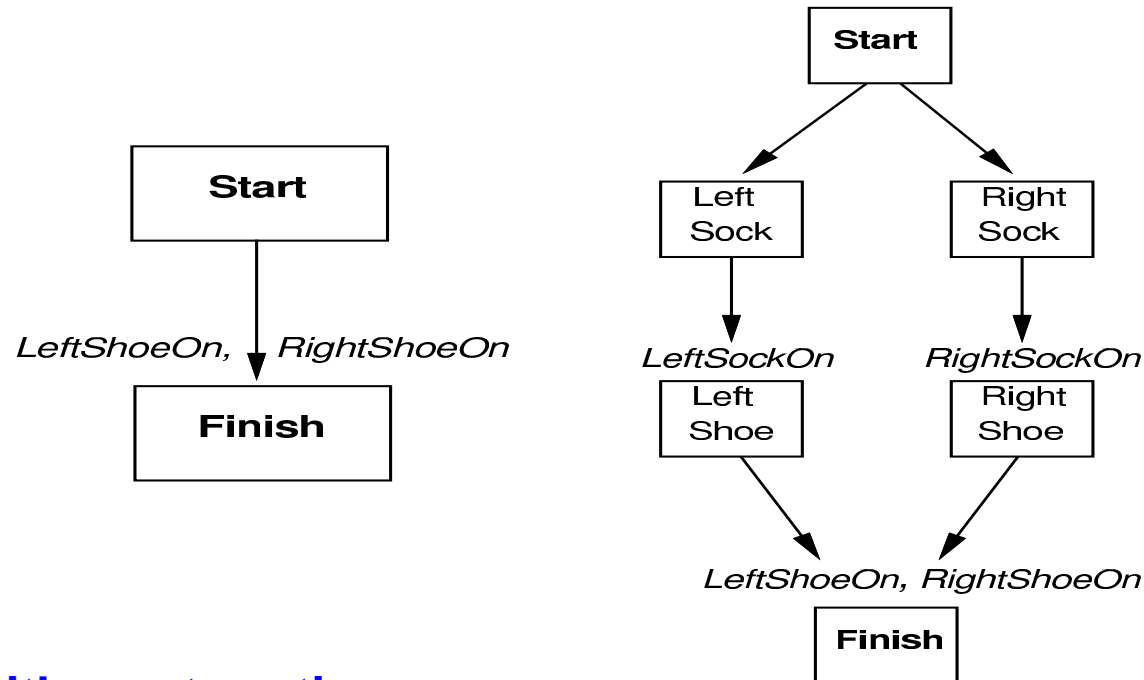 Start
LeftShoeOn, RightShoeOn
Finish
Start
Left
Sock
Right
Sock
LeftSockOn
RightSockOn
Left
Shoe
Right
Shoe
LeftShoeOn, RightShoeOn
Finish